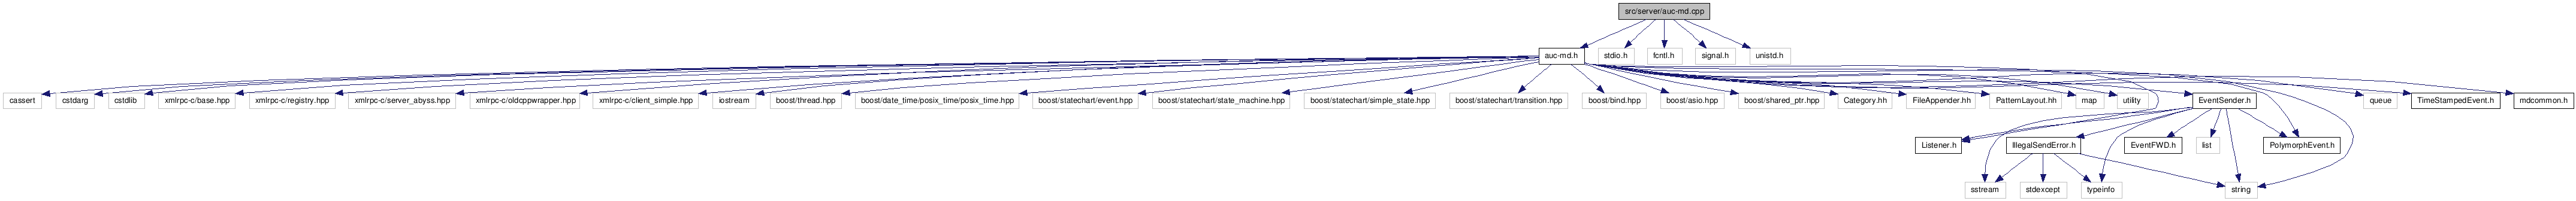 src/server/auc-md.cpp
auc-md.h
stdio.h
fcntl.h
signal.h
unistd.h
cassert
cstdarg
cstdlib
xmlrpc-c/base.hpp
xmlrpc-c/registry.hpp
xmlrpc-c/server_abyss.hpp
xmlrpc-c/oldcppwrapper.hpp
xmlrpc-c/client_simple.hpp
iostream
boost/thread.hpp
boost/date_time/posix_time/posix_time.hpp
boost/statechart/event.hpp
boost/statechart/state_machine.hpp
boost/statechart/simple_state.hpp
boost/statechart/transition.hpp
boost/bind.hpp
boost/asio.hpp
boost/shared_ptr.hpp
Category.hh
FileAppender.hh
PatternLayout.hh
map
utility
EventSender.h
queue
TimeStampedEvent.h
mdcommon.h
Listener.h
IllegalSendError.h
EventFWD.h
list
PolymorphEvent.h
sstream
stdexcept
typeinfo
string